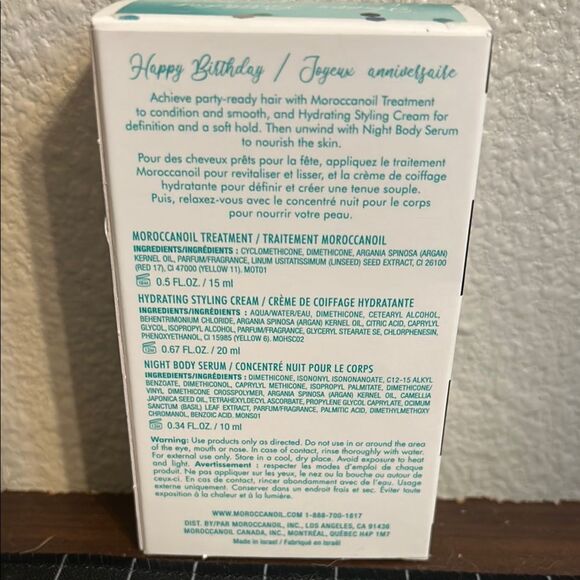 Happy Birthday / Joyeux anniversaire
Achieve party-ready hair with Moroccanoil Treatment
to condition and smooth, and Hydrating Styling Cream for
definition and a soft hold. Then unwind with Night Body Serum
to nourish the skin.
Pour des cheveux prêts pour la fête, appliquez le traitement
Moroccanoil pour revitaliser et lisser, et la crème de coiffage
hydratante pour définir et créer une tenue souple.
Puis, relaxez-vous avec le concentré nuit pour le corps
pour nourrir votre peau.
MOROCCANOIL TREATMENT / TRAITEMENT MOROCCANOIL
INGREDIENTS/INGRÉDIENTS : CYCLOMETHICONE, DIMETHICONE, ARGANIA SPINOSA (ARGAN)
KERNEL OIL, PARFUM/FRAGRANCE, LINUM USITATISSIMUM (LINSEED) SEED EXTRACT, CI 26100
(RED 17), CI 47000 (YELLOW 11). MOT01
0.5 FL.OZ. / 15 ml
HYDRATING STYLING CREAM / CRÈME DE COIFFAGE HYDRATANTE
INGREDIENTS/INGRÉDIENTS : AQUA/WATER/EAU, DIMETHICONE, CETEARYL ALCOHOL,
BEHENTRIMONIUM CHLORIDE, ARGANIA SPINOSA (ARGAN) KERNEL OIL, CITRIC ACID, CAPRYLYL
GLYCOL, ISOPROPYL ALCOHOL, PARFUM/FRAGRANCE, GLYCERYL STEARATE SE, CHLORPHENESIN,
PHENOXYETHANOL, CI 15985 (YELLOW 6). MOHSC02
0.67 FL.OZ. / 20 ml
NIGHT BODY SERUM / CONCENTRÉ NUIT POUR LE CORPS
INGREDIENTS/INGRÉDIENTS : DIMETHICONE, ISONONYL ISONONANOATE, C12-15 ALKYL
BENZOATE, DIMETHICONOL, CAPRYLYL METHICONE, ISOPROPYL PALMITATE, DIMETHICONE/
VINYL DIMETHICONE CROSSPOLYMER, ARGANIA SPINOSA (ARGAN) KERNEL OIL, CAMELLIA
JAPONICA SEED OIL, TETRAHEXYLDECYL ASCORBATE, PROPYLENE GLYCOL CAPRYLATE, OCIMUM
SANCTUM (BASIL) LEAF EXTRACT, PARFUM/FRAGRANCE, PALMITIC ACID, DIMETHYLMETHOXY
CHROMANOL, BENZOIC ACID. MONS01
0.34 FL.OZ. / 10 ml
Warning: Use products only as directed. Do not use in or around the area
of the eye, mouth or nose. In case of contact, rinse thoroughly with water.
For external use only. Store in a cool, dry place. Avoid exposure to heat
and light. Avertissement : respecter les modes d'emploi de chaque
produit. Ne pas appliquer sur les yeux, le nez ou la bouche ou autour de
ceux-ci. En cas de contact, rincer abondamment avec de l'eau. Usage
externe uniquement. Conserver dans un endroit frais et sec. Éviter toute
exposition à la chaleur et à la lumière.
WWW.MOROCCANOIL.COM 1-888-700-1817
DIST. BY/PAR MOROCCANOIL, INC., LOS ANGELES, CA 91436
MOROCCANOIL CANADA, INC., MONTRÉAL, QUÉBEC H4P 1M7
Made in Israel / Fabriqué en Israël